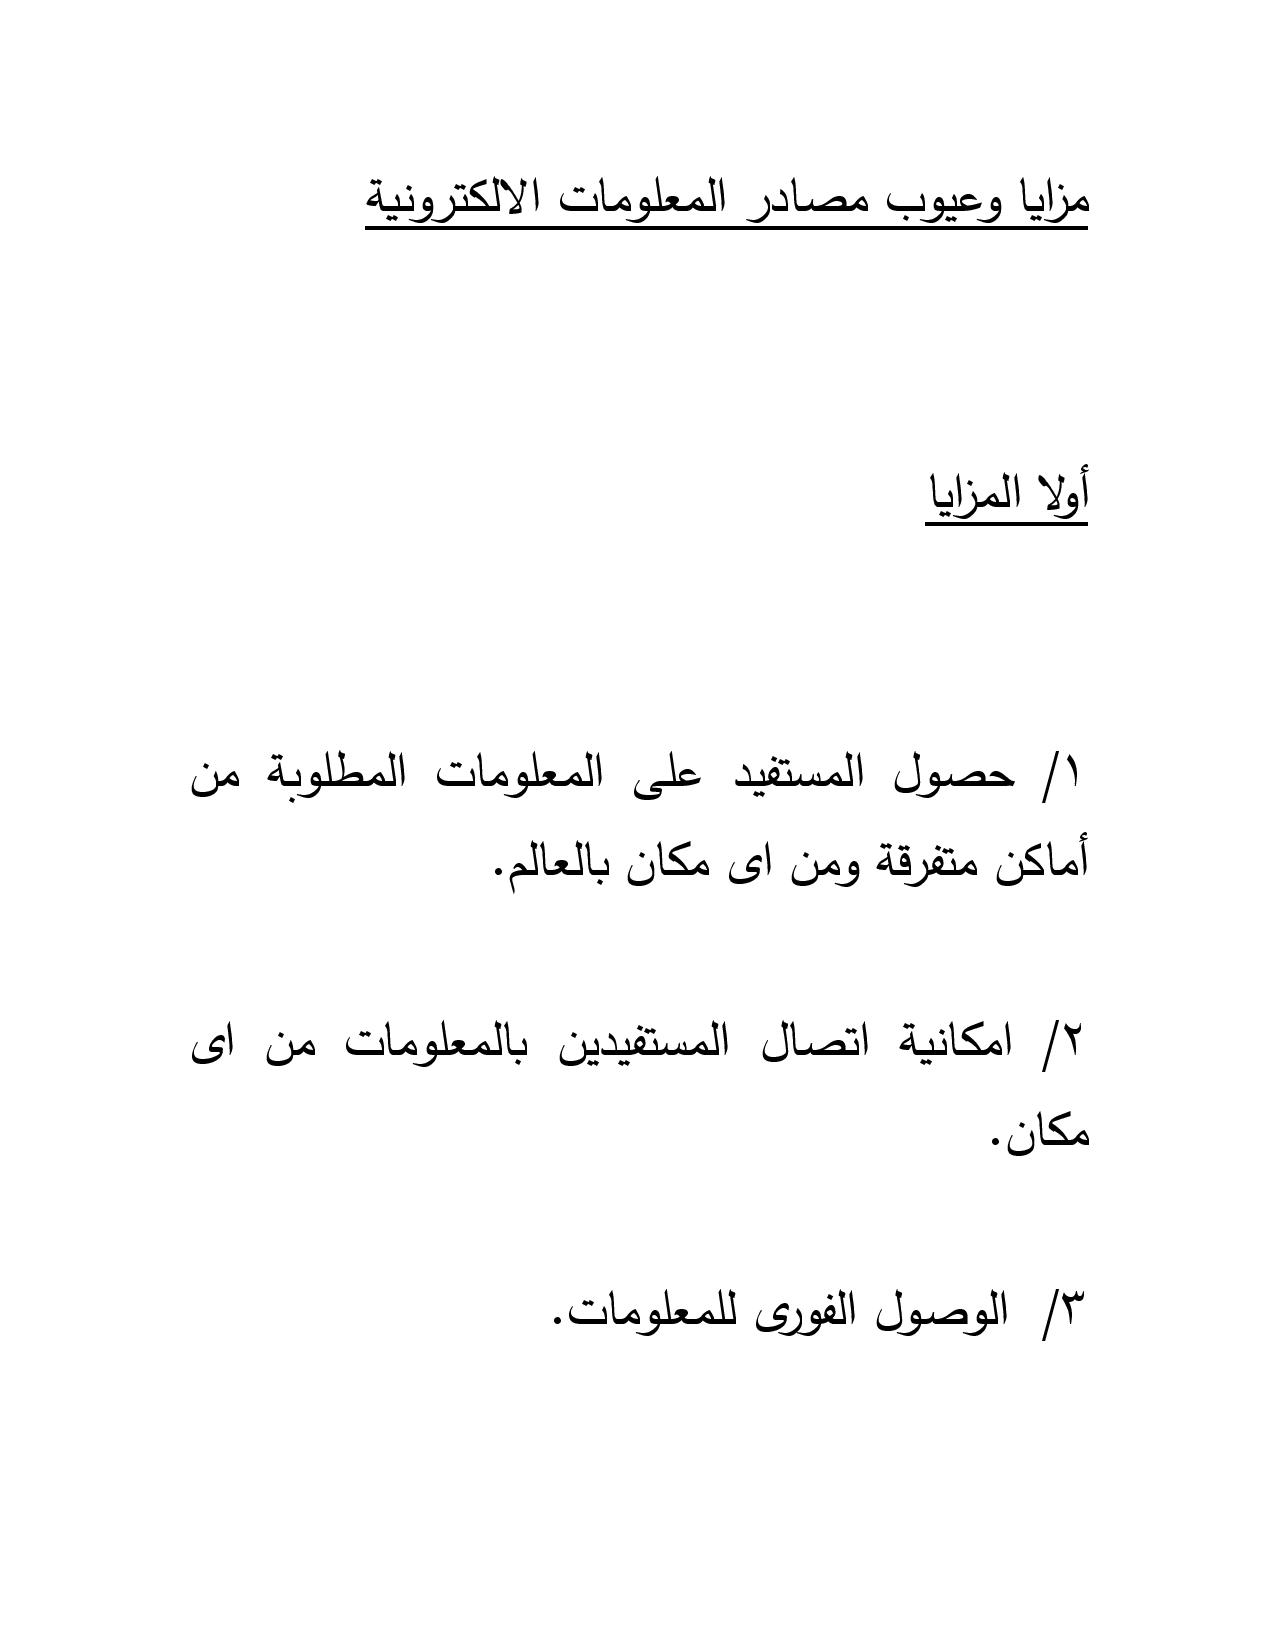 مزايا وعيوب مصادر المعلومات الالكترونية
أولا المزايا
١/ حصول المستفيد على المعلومات المطلوبة من
أماكن متفرقة ومن اى مكان بالعالم.
٢/ امكانية اتصال المستفيدين بالمعلومات من اى
مكان.
٣/ الوصول الفورى للمعلومات.